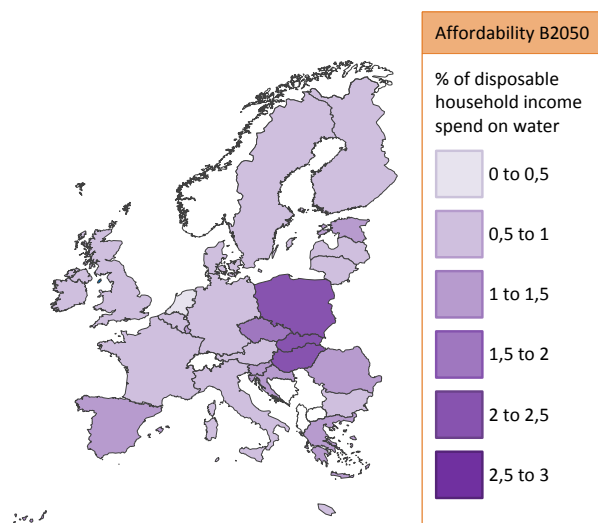 Affordability B2050
% of disposable
household income
spend on water
0 to 0,5
0,5 to 1
1 to 1,5
1,5 to 2
2 to 2,5
2,5 to 3